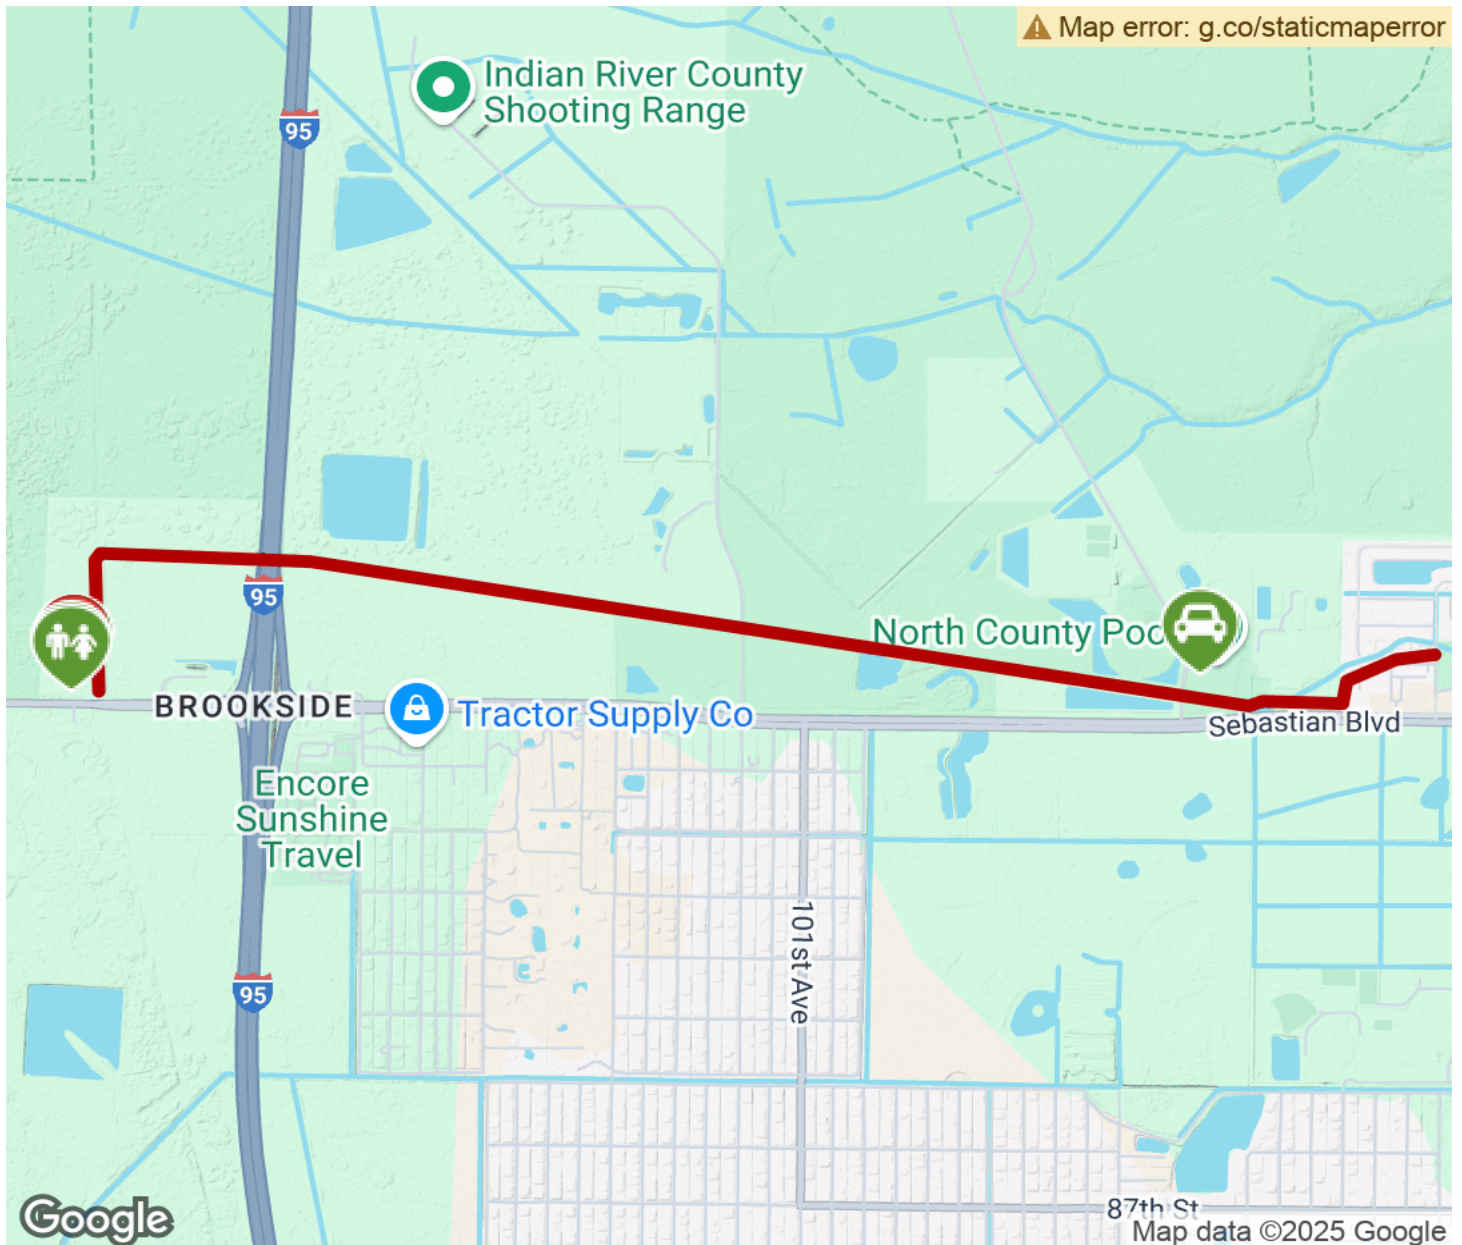 Map error: g.co/staticmaperror
Indian River County
Shooting Range
95
95
North County Poo
BROOKSIDE
Tractor Supply Co
Sebastian Blvd
Encore
Sunshine
Travel
101st Ave
95
87th St
Google
Map data ©2025 Google